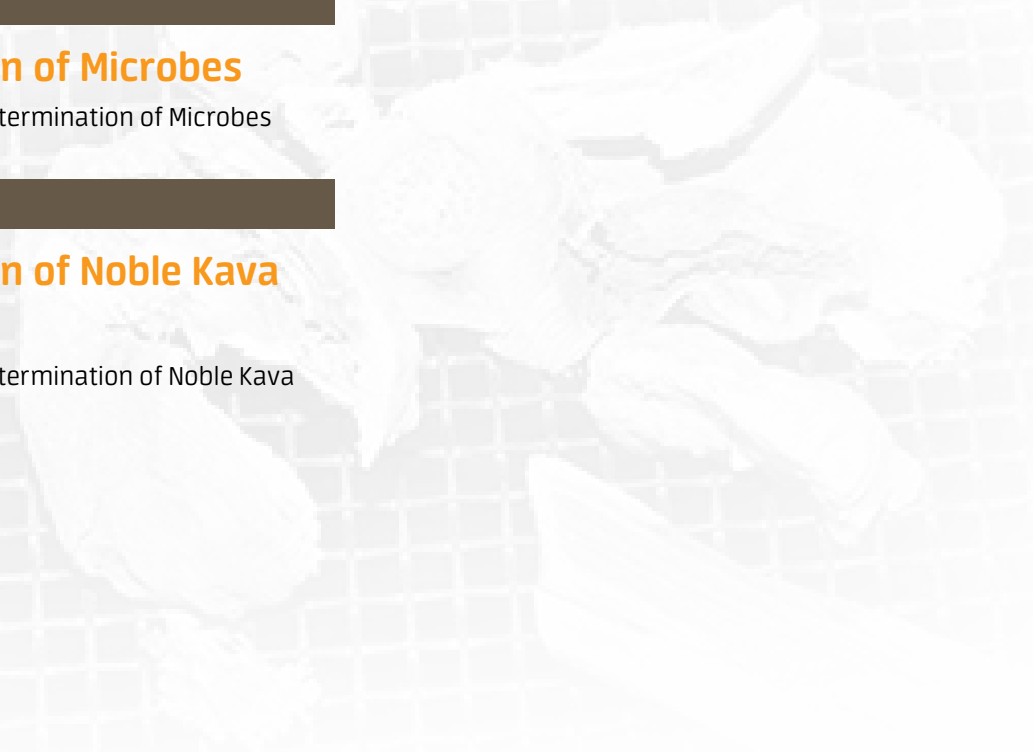 n of Microbes
termination of Microbes
n of Noble Kava
termination of Noble Kava